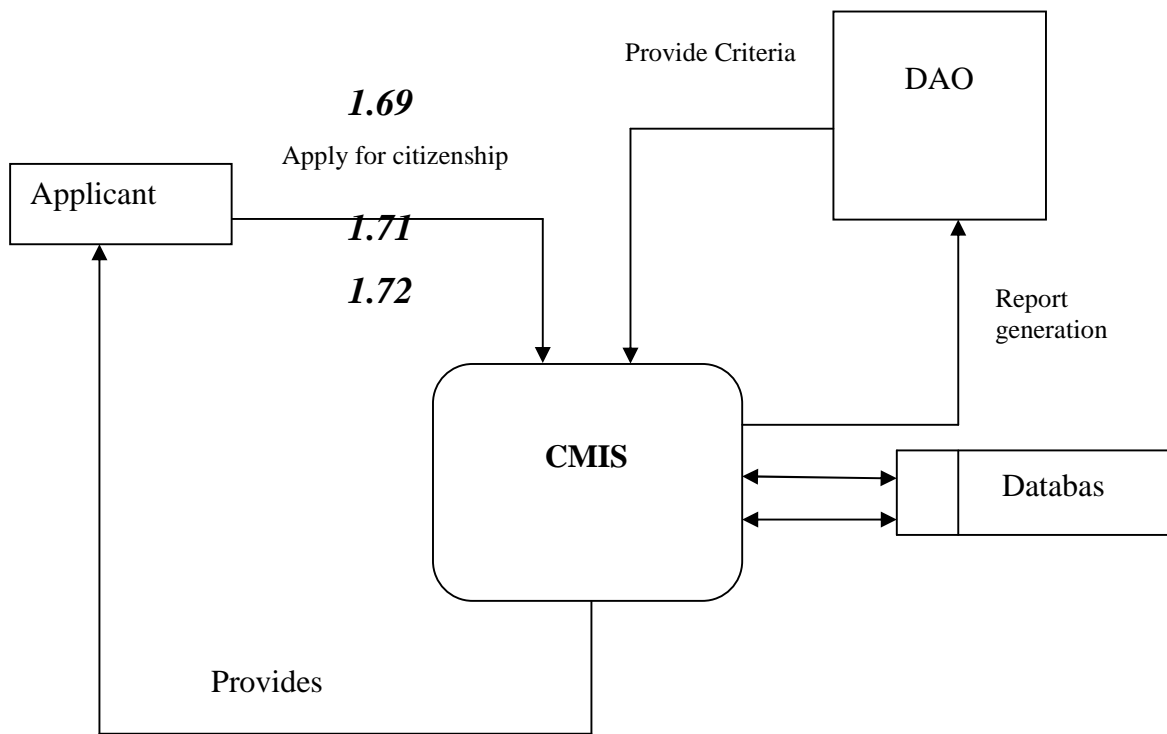 Provide Criteria
DAO
1.69
Apply for citizenship
Applicant
1.71
1.72
Report
generation
CMIS
Databas
Provides